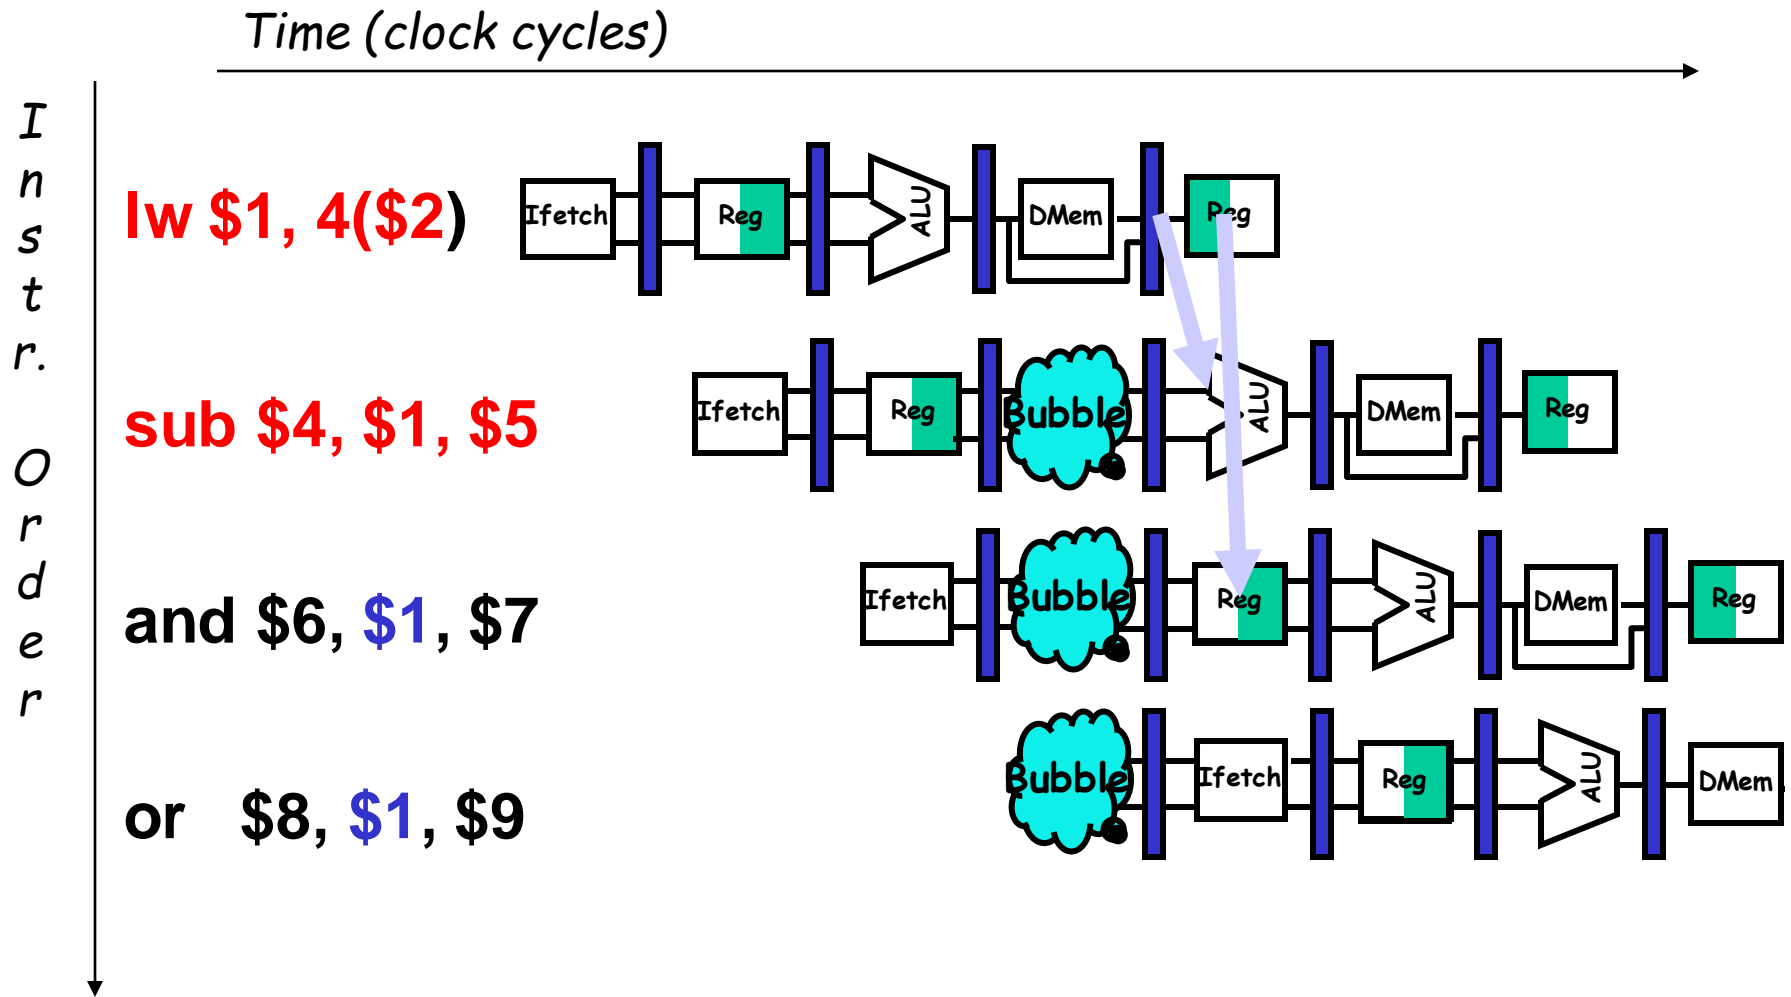 Time (clock cycles)
Instr. Order
lw $1, 4($2)
Ifetch Reg ALU DMem Reg
sub $4, $1, $5
Ifetch Reg Bubble ALU DMem Reg
and $6, $1, $7
Ifetch Bubble Reg ALU DMem Reg
or $8, $1, $9
Bubble Ifetch Reg ALU DMem